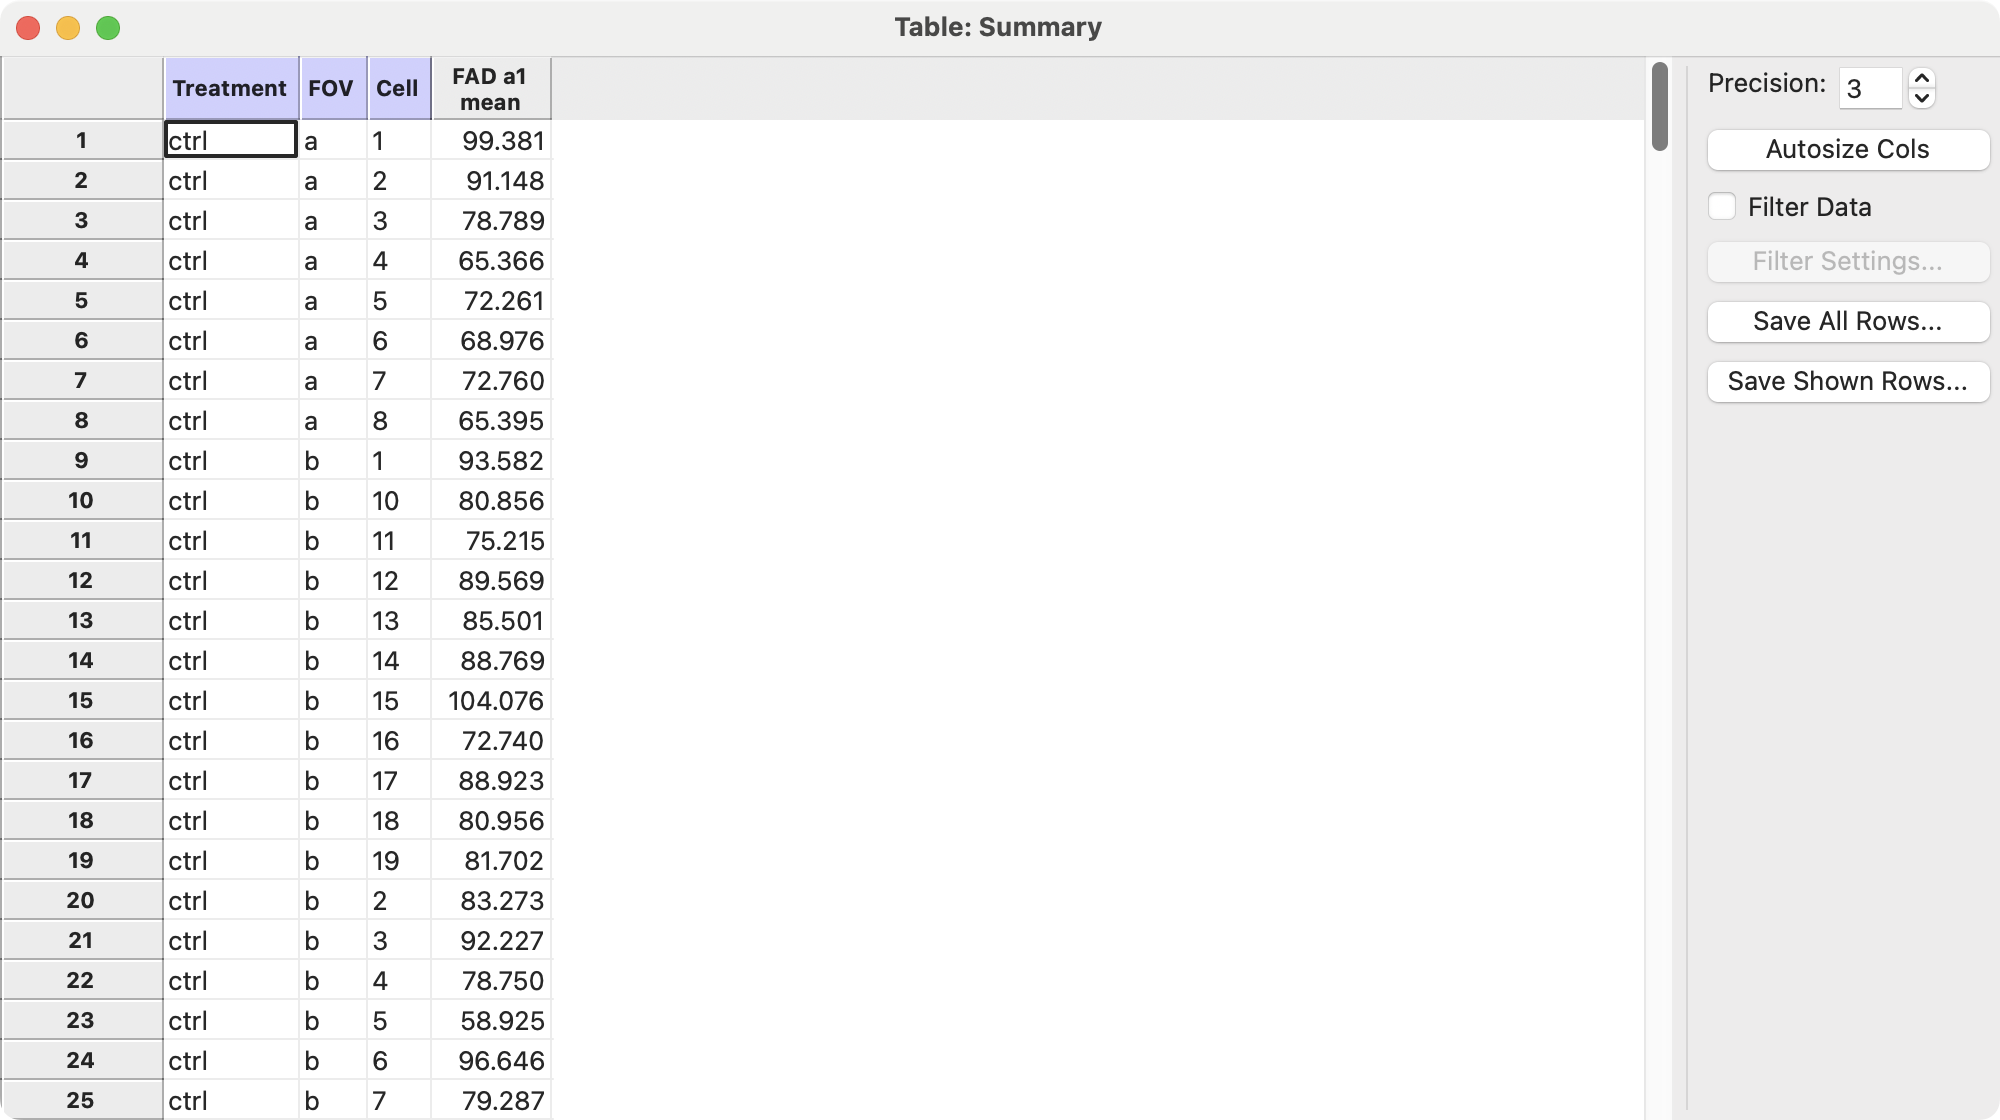 Table: Summary
Treatment FOV Cell FAD a1 mean
1 ctrl a 1 99.381
2 ctrl a 2 91.148
3 ctrl a 3 78.789
4 ctrl a 4 65.366
5 ctrl a 5 72.261
6 ctrl a 6 68.976
7 ctrl a 7 72.760
8 ctrl a 8 65.395
9 ctrl b 1 93.582
10 ctrl b 10 80.856
11 ctrl b 11 75.215
12 ctrl b 12 89.569
13 ctrl b 13 85.501
14 ctrl b 14 88.769
15 ctrl b 15 104.076
16 ctrl b 16 72.740
17 ctrl b 17 88.923
18 ctrl b 18 80.956
19 ctrl b 19 81.702
20 ctrl b 2 83.273
21 ctrl b 3 92.227
22 ctrl b 4 78.750
23 ctrl b 5 58.925
24 ctrl b 6 96.646
25 ctrl b 7 79.287
Precision: 3
Autosize Cols
Filter Data
Filter Settings...
Save All Rows...
Save Shown Rows...